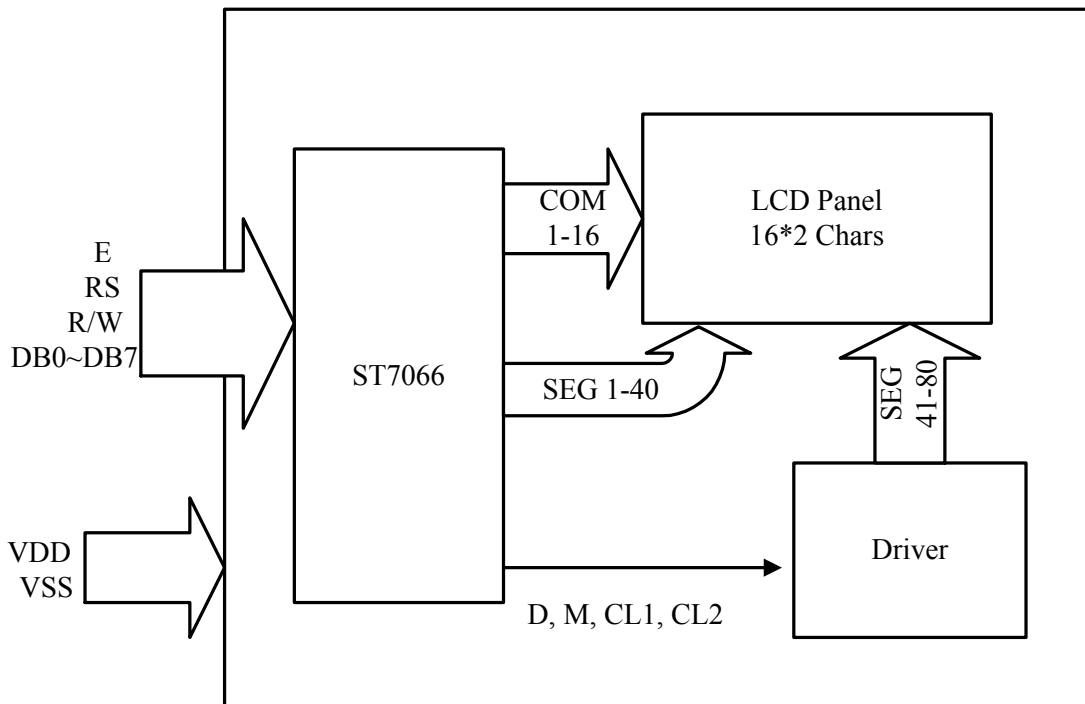 E
RS
R/W
DB0~DB7
VDD
VSS
ST7066
COM
1-16
SEG 1-40
D, M, CL1, CL2
LCD Panel
16*2 Chars
SEG
41-80
Driver